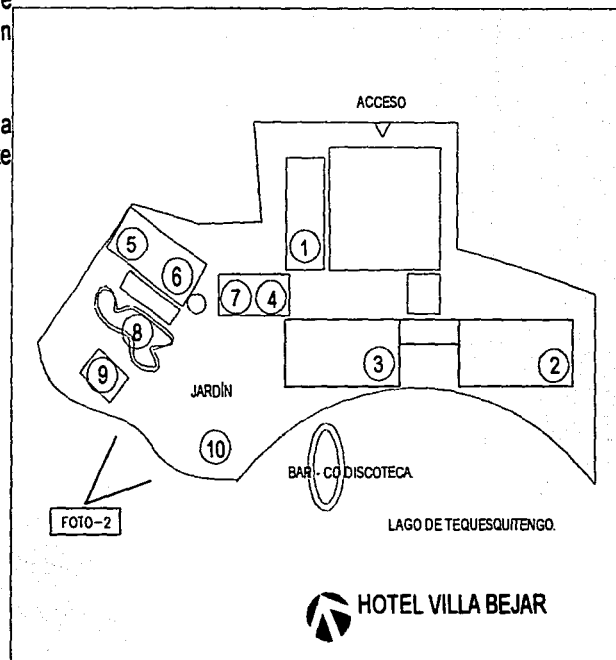 e
n
a
te
ACCESO
5
6
1
7
4
8
3
2
9
JARDÍN
10
BAR - CO DISCOTECA
FOTO-2
LAGO DE TEQUESQUITENGO.
HOTEL VILLA BEJAR